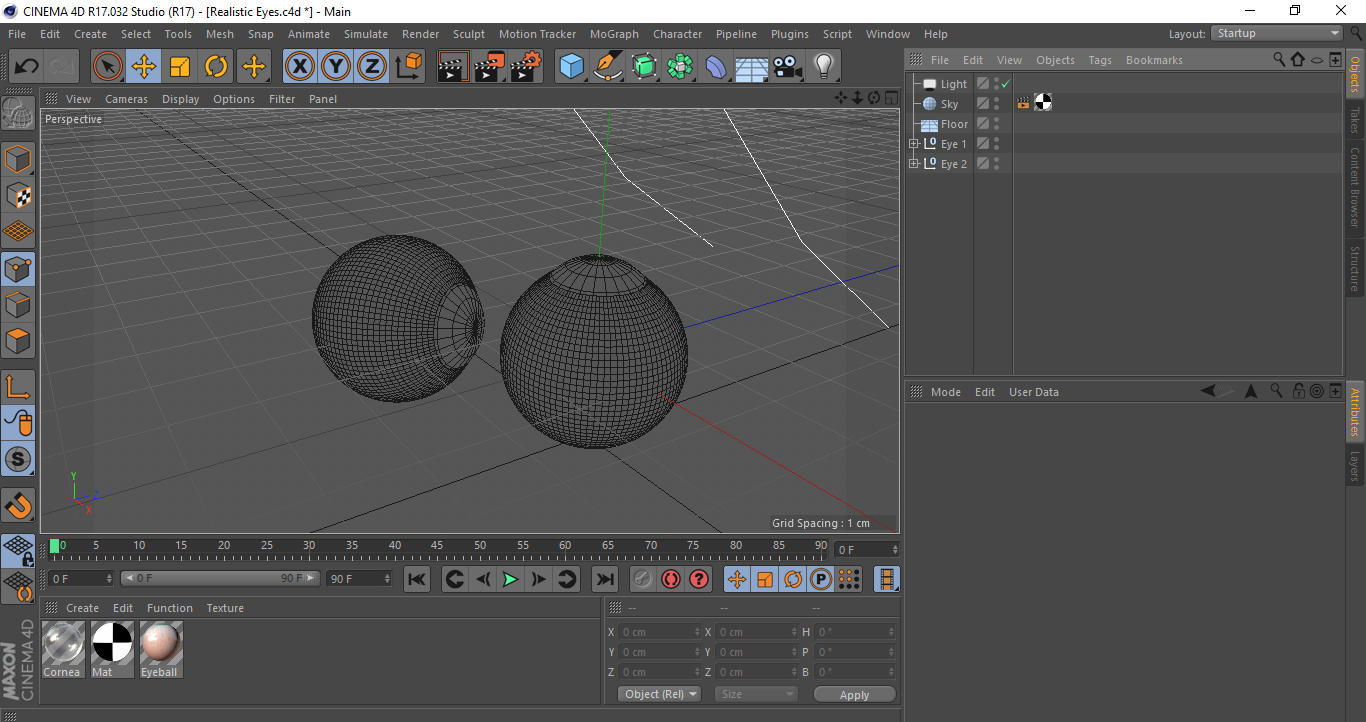 CINEMA 4D R17.032 Studio (R17) - [Realistic Eyes.c4d *] - Main
File Edit Create Select Tools Mesh Snap Animate Simulate Render Sculpt Motion Tracker MoGraph Character Pipeline Plugins Script Window Help Layout: Startup
X Y Z
File Edit View Objects Tags Bookmarks
Objects
Takes
Content Browser
Structure
Light
Sky
Floor
Eye 1
Eye 2
View Cameras Display Options Filter Panel
Perspective
Y
Z
X
Grid Spacing : 1 cm
S
Mode Edit User Data
Attributes
Layers
0 5 10 15 20 25 30 35 40 45 50 55 60 65 70 75 80 85 90 0 F
0 F 0 F 90 F 90 F
?
P
Create Edit Function Texture
Cornea Mat Eyeball
-- -- --
X 0 cm X 0 cm H 0 °
Y 0 cm Y 0 cm P 0 °
Z 0 cm Z 0 cm B 0 °
Object (Rel) Size Apply
MAXON
CINEMA 4D